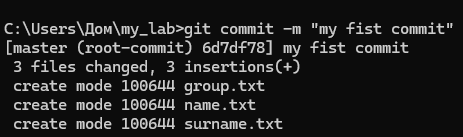 C:\Users\Дом\my_lab>git commit -m "my fist commit"
[master (root-commit) 6d7df78] my fist commit
 3 files changed, 3 insertions(+)
 create mode 100644 group.txt
 create mode 100644 name.txt
 create mode 100644 surname.txt